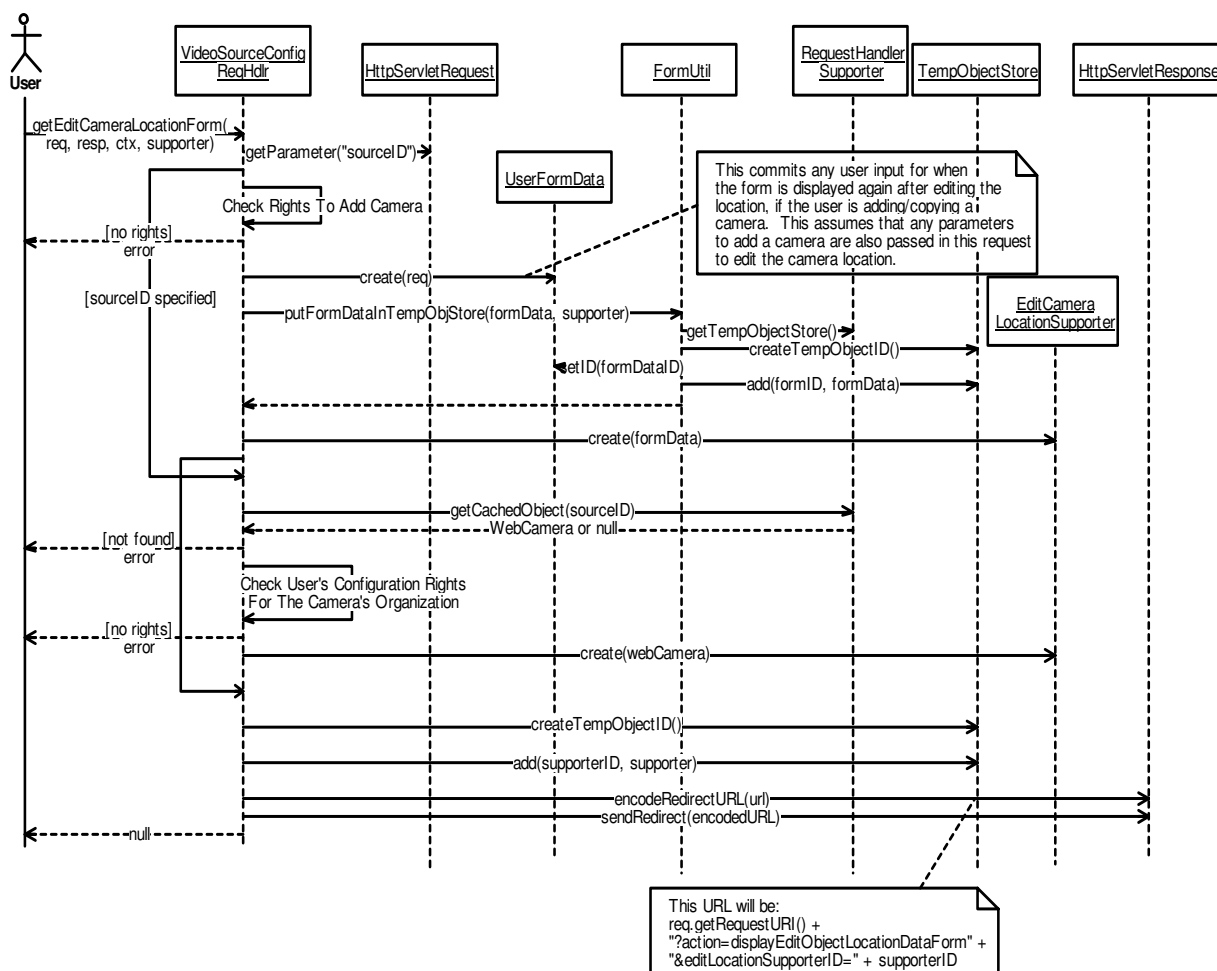 User
VideoSourceConfig
ReqHdlr
HttpServletRequest
FormUtil
RequestHandler
Supporter
TempObjectStore
HttpServletResponse
getEditCameraLocationForm(
req, resp, ctx, supporter)
getParameter("sourceID")
UserFormData
This commits any user input for when
the form is displayed again after editing the
location, if the user is adding/copying a
camera. This assumes that any parameters
to add a camera are also passed in this request
to edit the camera location.
Check Rights To Add Camera
[no rights]
error
create(req)
[sourceID specified]
EditCamera
LocationSupporter
putFormDataInTempObjStore(formData, supporter)
getTempObjectStore()
createTempObjectID()
setID(formDataID)
add(formID, formData)
create(formData)
getCachedObject(sourceID)
WebCamera or null
[not found]
error
Check User's Configuration Rights
For The Camera's Organization
[no rights]
error
create(webCamera)
createTempObjectID()
add(supporterID, supporter)
encodeRedirectURL(url)
sendRedirect(encodedURL)
null
This URL will be:
req.getRequestURI() +
"?action=displayEditObjectLocationDataForm" +
"&editLocationSupporterID=" + supporterID